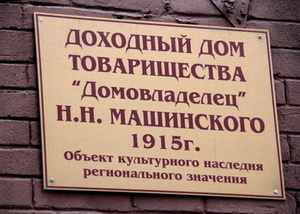 ДОХОДНЫЙ ДОМ
ТОВАРИЩЕСТВА
"Домовладелец"
Н.Н. МАШИНСКОГО
1915г.
Объект культурного наследия
регионального значения